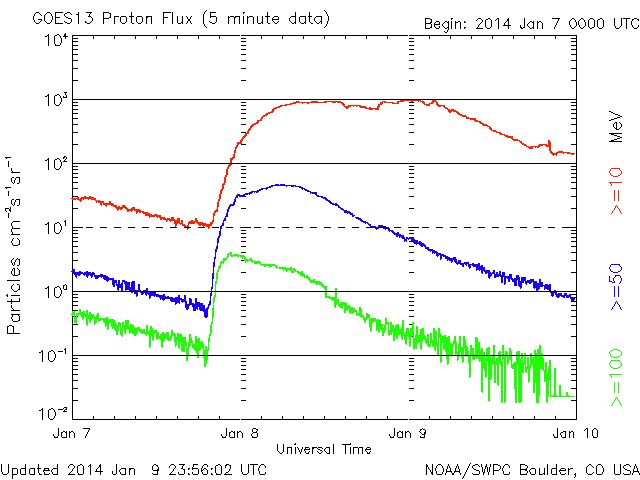 GOES13 Proton Flux (5 minute data)
Begin: 2014 Jan 7 0000 UTC
10⁴
10³
10²
10¹
10⁰
10⁻¹
10⁻²
Particles cm⁻²s⁻¹sr⁻¹
MeV
>=10
>=50
>=100
Jan 7
Jan 8
Jan 9
Jan 10
Universal Time
Updated 2014 Jan 9 23:56:02 UTC
NOAA/SWPC Boulder, CO USA